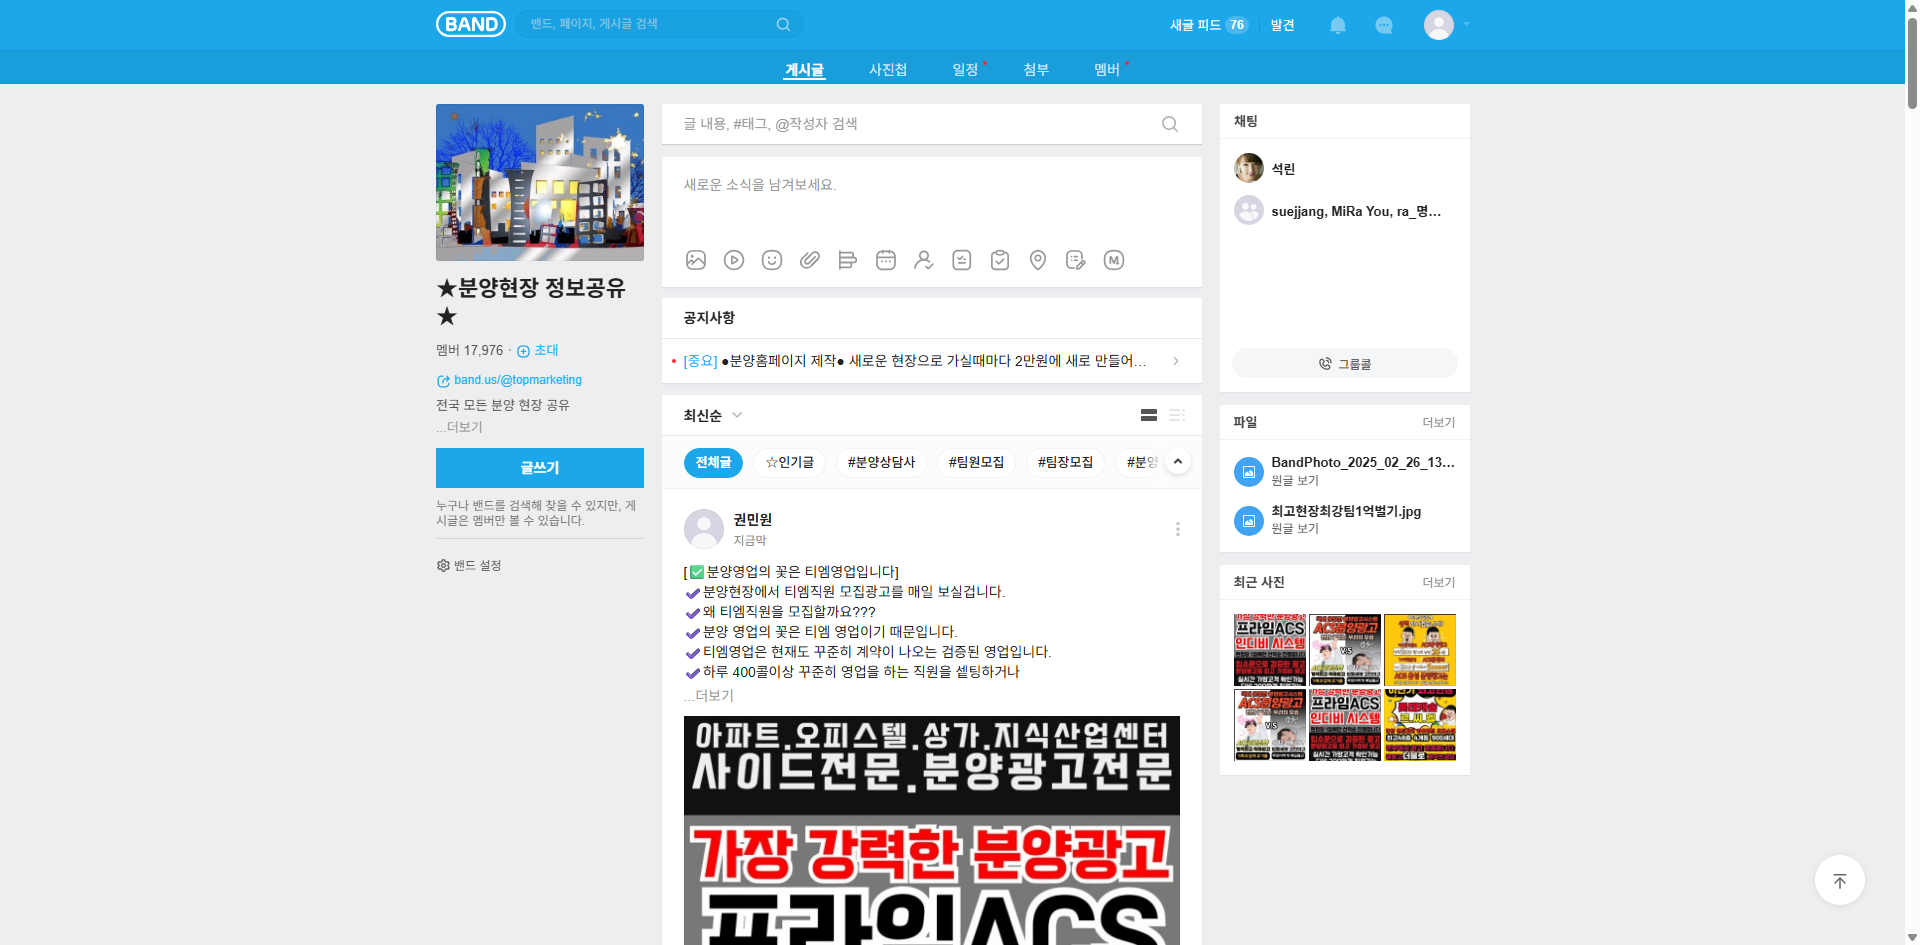 BAND
밴드, 페이지, 게시글 검색
새글 피드 76
발견
게시글
사진첩
일정
첨부
멤버
★분양현장 정보공유
★
멤버 17,976 · 초대
band.us/@topmarketing
전국 모든 분양 현장 공유
...더보기
글쓰기
누구나 밴드를 검색해 찾을 수 있지만, 게
시글은 멤버만 볼 수 있습니다.
밴드 설정
글 내용, #태그, @작성자 검색
새로운 소식을 남겨보세요.
M
공지사항
[중요] ●분양홈페이지 제작● 새로운 현장으로 가실때마다 2만원에 새로 만들어...
최신순
전체글
☆인기글
#분양상담사
#팀원모집
#팀장모집
#분양
권민원
지금막
[✅분양영업의 꽃은 티엠영업입니다]
✔분양현장에서 티엠직원 모집광고를 매일 보실겁니다.
✔왜 티엠직원을 모집할까요???
✔분양 영업의 꽃은 티엠 영업이기 때문입니다.
✔티엠영업은 현재도 꾸준히 계약이 나오는 검증된 영업입니다.
✔하루 400콜이상 꾸준히 영업을 하는 직원을 셑팅하거나
...더보기
아파트.오피스텔.상가.지식산업센터
사이드전문.분양광고전문
가장 강력한 분양광고
프라임ACS
채팅
석린
suejjang, MiRa You, ra_명...
그룹콜
파일
더보기
BandPhoto_2025_02_26_13...
원글 보기
최고현장최강팀1억벌기.jpg
원글 보기
최근 사진
더보기
프라임ACS
인디비 시스템
ACS분양광고
V.S
ACS분양광고
V.S
프라임ACS
인디비 시스템